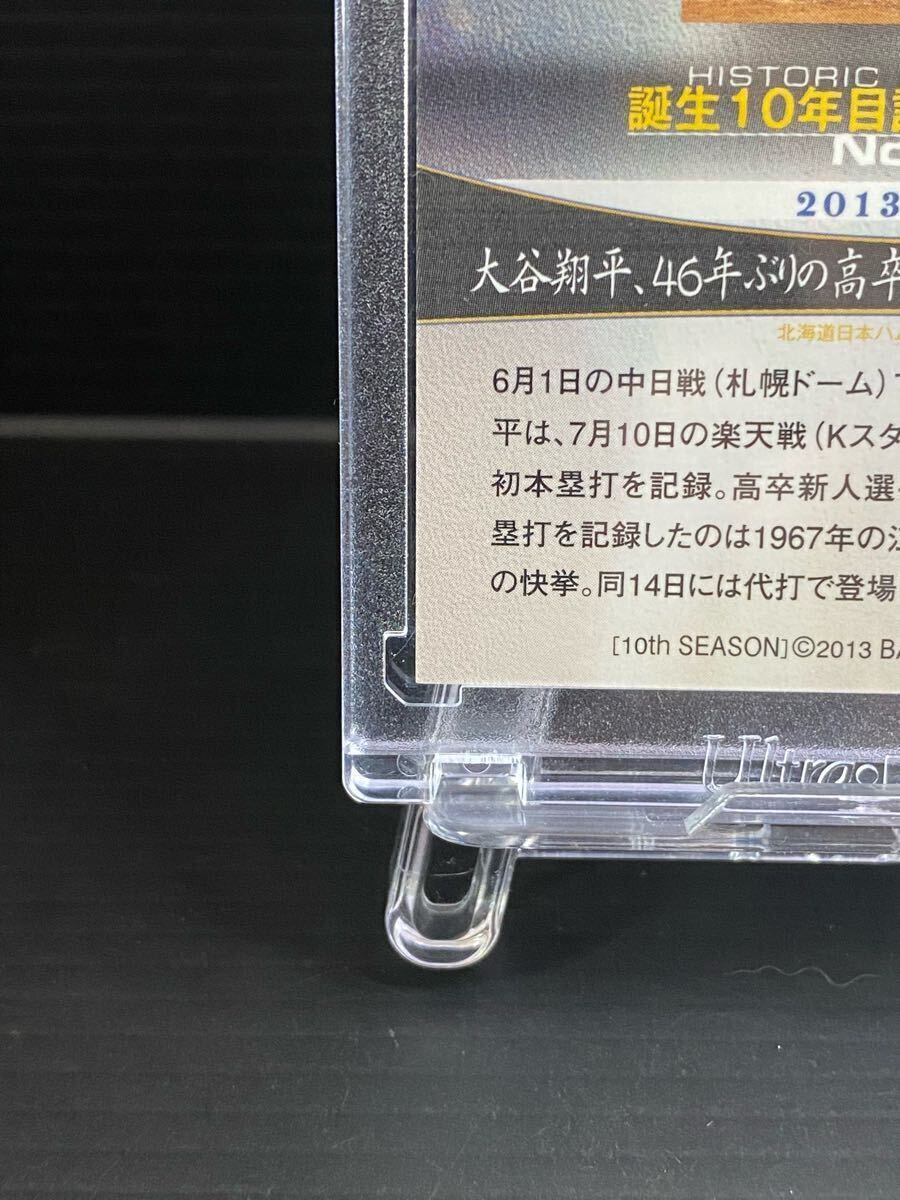 HISTORIC
誕生10年目
No
2013
大谷翔平、46年ぶりの高卒
北海道日本ハム
6月1日の中日戦（札幌ドーム）
平は、7月10日の楽天戦（Kスタ
初本塁打を記録。高卒新人選
塁打を記録したのは1967年の江
の快挙。同14日には代打で登場
[10th SEASON]©2013 BA
Ultra•